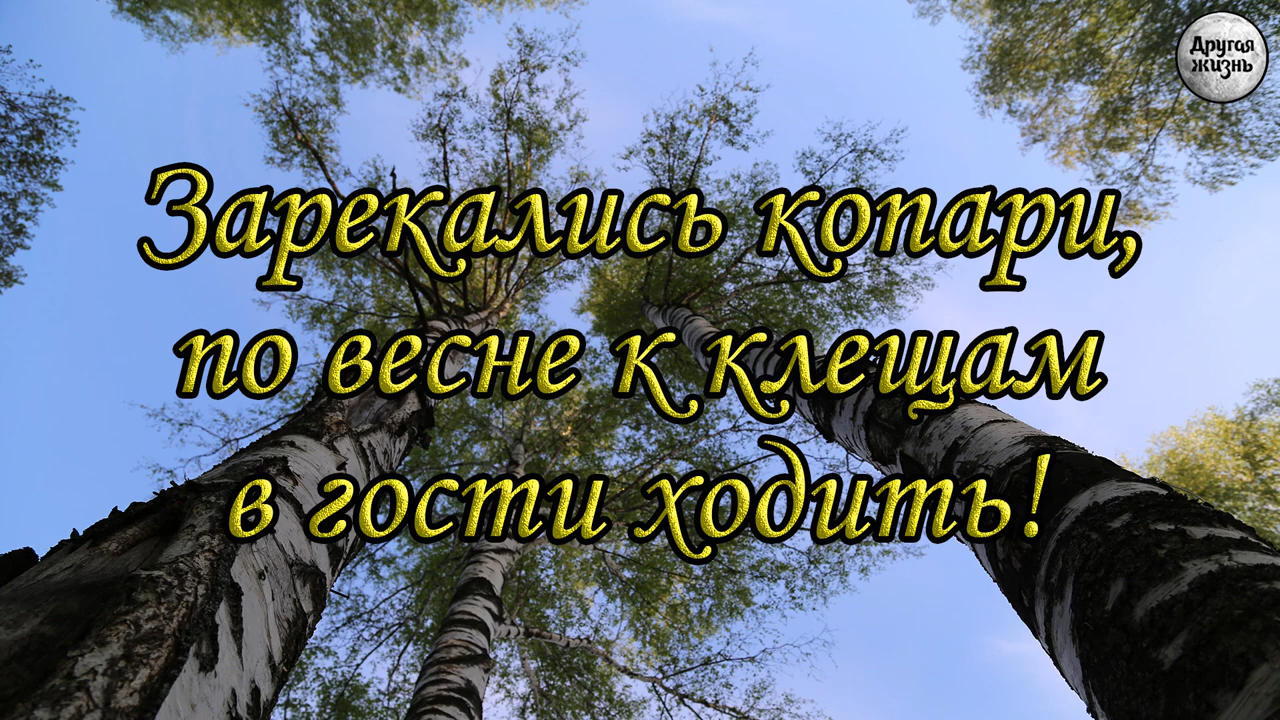 Другая
жизнь
Зарекались копари,
по весне к клещам
в гости ходить!